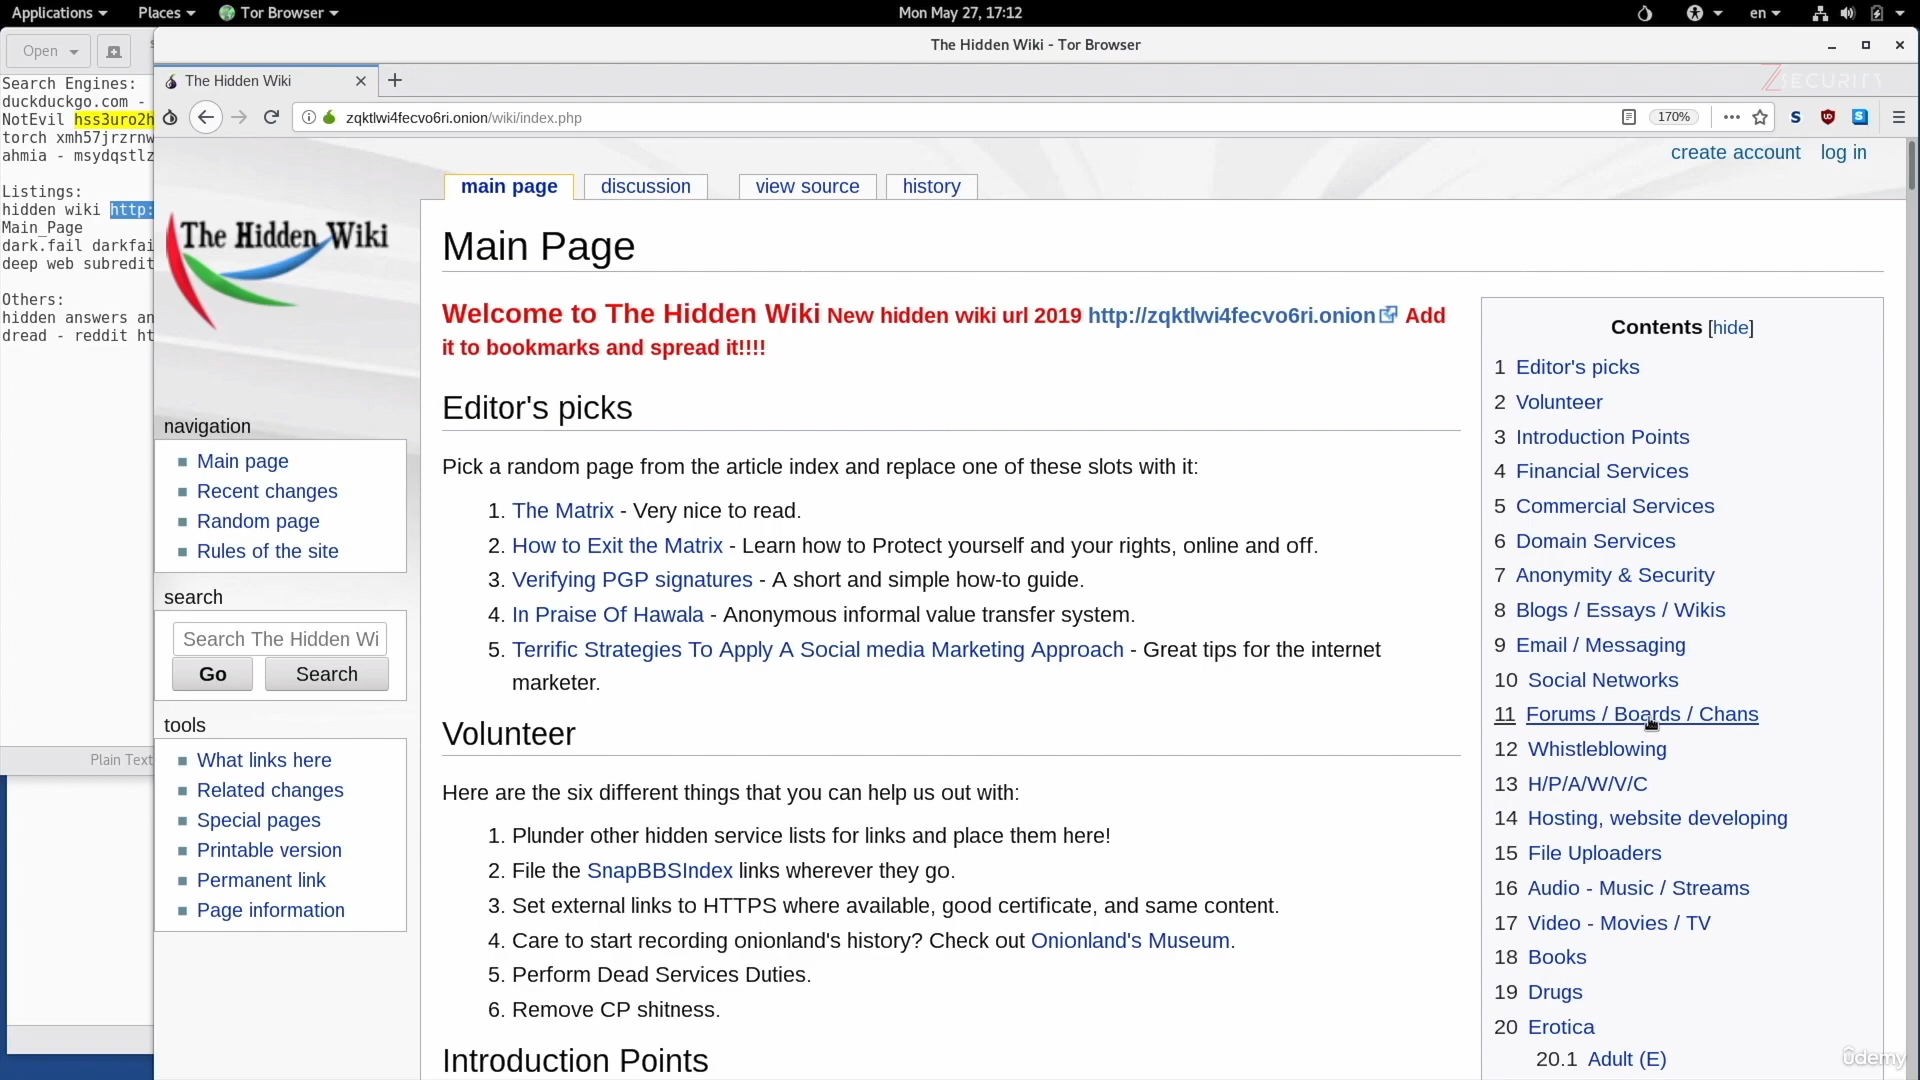 Applications Places Tor Browser Mon May 27, 17:12 en
Open
The Hidden Wiki - Tor Browser
The Hidden Wiki
ZSECURITY
zqktlwi4fecvo6ri.onion/wiki/index.php 170%
Search Engines:
duckduckgo.com -
NotEvil hss3uro2h
torch xmh57jrzrnw
ahmia - msydqstlz
Listings:
hidden wiki http:
Main_Page
dark.fail darkfai
deep web subredit
Others:
hidden answers an
dread - reddit ht
Plain Text
create account log in
main page discussion view source history
The Hidden Wiki
navigation
Main page
Recent changes
Random page
Rules of the site
search
Search The Hidden Wi
Go Search
tools
What links here
Related changes
Special pages
Printable version
Permanent link
Page information
Main Page
Welcome to The Hidden Wiki New hidden wiki url 2019 http://zqktlwi4fecvo6ri.onion Add
it to bookmarks and spread it!!!!
Editor's picks
Pick a random page from the article index and replace one of these slots with it:
1. The Matrix - Very nice to read.
2. How to Exit the Matrix - Learn how to Protect yourself and your rights, online and off.
3. Verifying PGP signatures - A short and simple how-to guide.
4. In Praise Of Hawala - Anonymous informal value transfer system.
5. Terrific Strategies To Apply A Social media Marketing Approach - Great tips for the internet
marketer.
Volunteer
Here are the six different things that you can help us out with:
1. Plunder other hidden service lists for links and place them here!
2. File the SnapBBSIndex links wherever they go.
3. Set external links to HTTPS where available, good certificate, and same content.
4. Care to start recording onionland's history? Check out Onionland's Museum.
5. Perform Dead Services Duties.
6. Remove CP shitness.
Introduction Points
Contents [hide]
1 Editor's picks
2 Volunteer
3 Introduction Points
4 Financial Services
5 Commercial Services
6 Domain Services
7 Anonymity & Security
8 Blogs / Essays / Wikis
9 Email / Messaging
10 Social Networks
11 Forums / Boards / Chans
12 Whistleblowing
13 H/P/A/W/V/C
14 Hosting, website developing
15 File Uploaders
16 Audio - Music / Streams
17 Video - Movies / TV
18 Books
19 Drugs
20 Erotica
20.1 Adult (E)
ûdemy